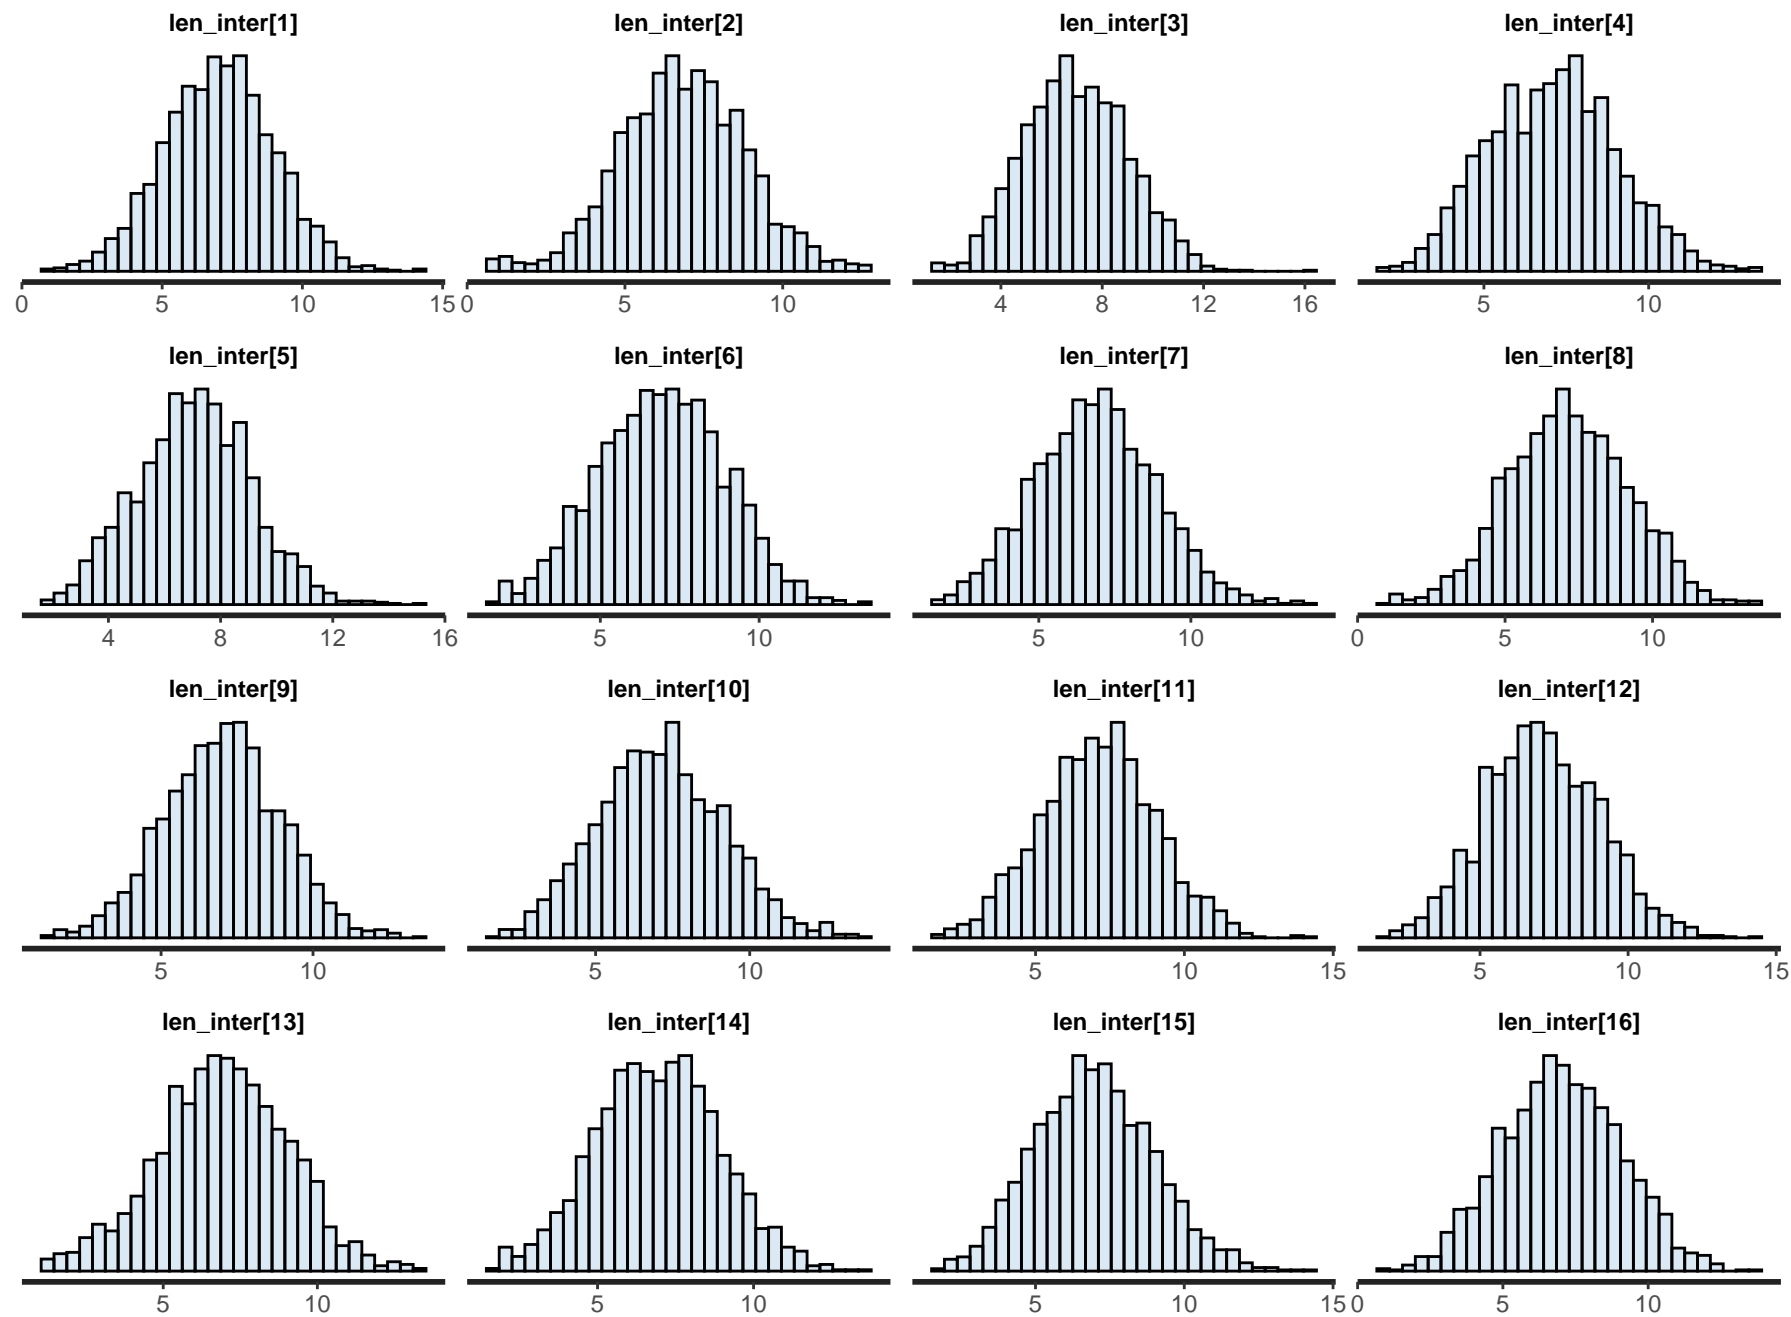 len_inter[1] len_inter[2] len_inter[3] len_inter[4]
0 5 10 15 0 5 10 4 8 12 16 5 10
len_inter[5] len_inter[6] len_inter[7] len_inter[8]
4 8 12 16 5 10 5 10 0 5 10
len_inter[9] len_inter[10] len_inter[11] len_inter[12]
5 10 5 10 5 10 15 5 10 15
len_inter[13] len_inter[14] len_inter[15] len_inter[16]
5 10 5 10 5 10 15 0 5 10